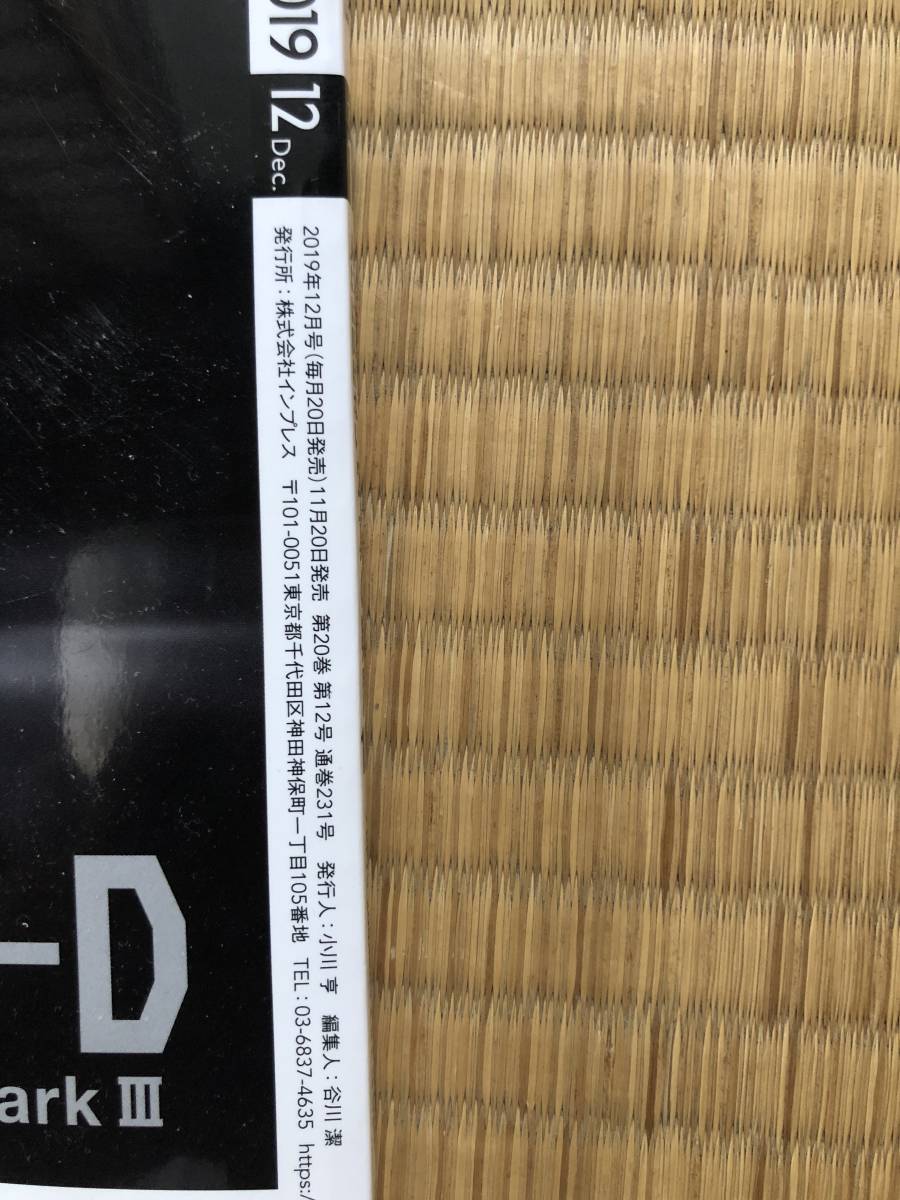 2019 12 Dec.
2019年12月号(毎月20日発売)11月20日発売 第20巻 第12号 通巻231号 発行人:小川 亨 編集人:谷川 潔
発行所:株式会社インプレス 〒101-0051東京都千代田区神田神保町一丁目105番地 TEL:03-6837-4635 https:/
D
ark III